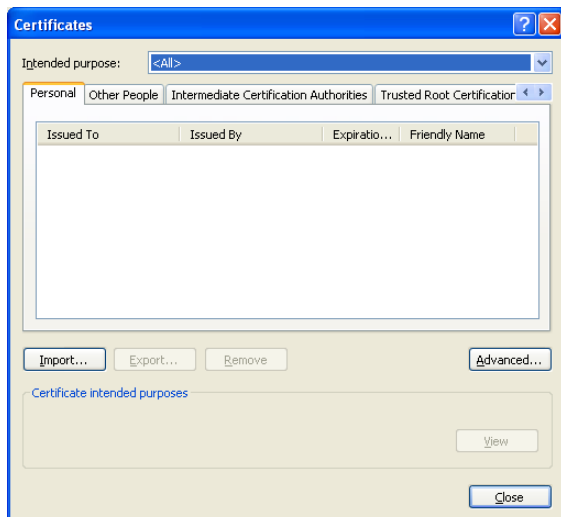 Certificates
Intended purpose: <All>
Personal Other People Intermediate Certification Authorities Trusted Root Certification
Issued To Issued By Expiratio... Friendly Name
Import... Export... Remove Advanced...
Certificate intended purposes
View
Close